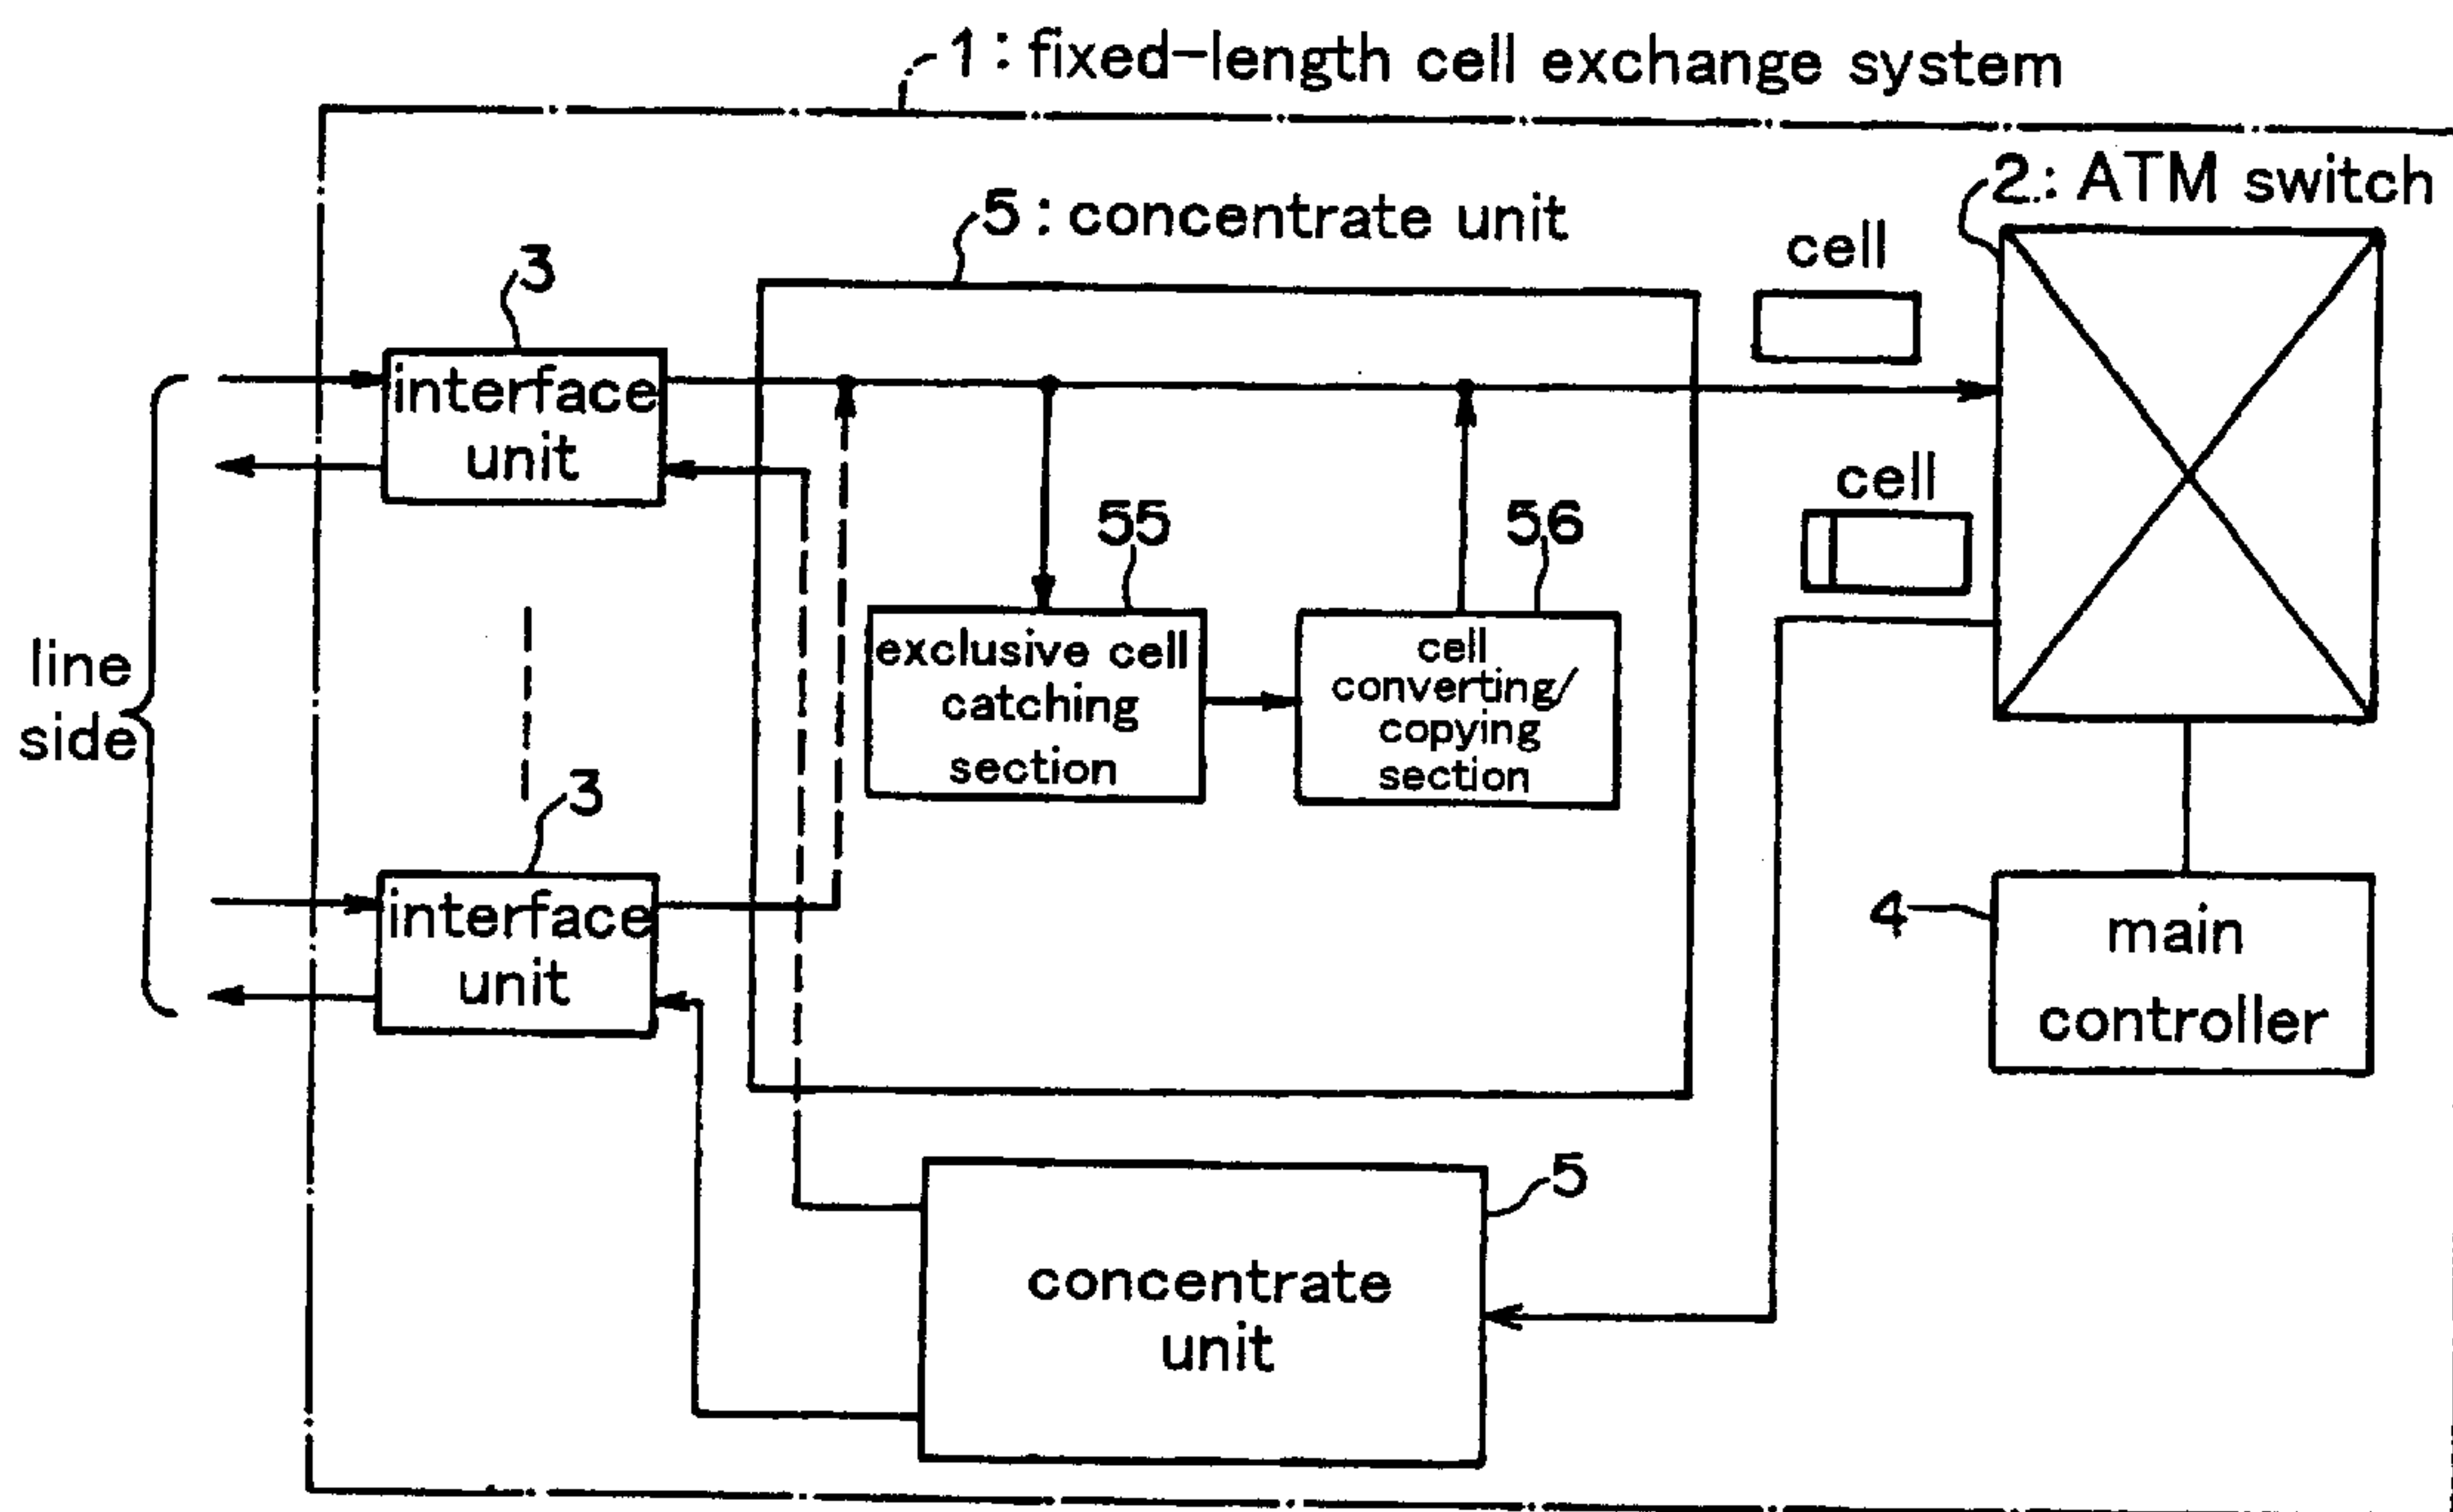 1 : fixed-length cell exchange system
2 : ATM switch
5 : concentrate unit
cell
3
interface
unit
cell
55
56
exclusive cell
catching
section
cell
converting/
copying
section
line
side
3
interface
unit
4
main
controller
5
concentrate
unit